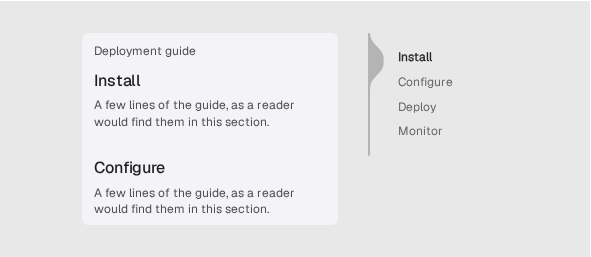 Deployment guide
Install
A few lines of the guide, as a reader
would find them in this section.
Configure
A few lines of the guide, as a reader
would find them in this section.
Install
Configure
Deploy
Monitor